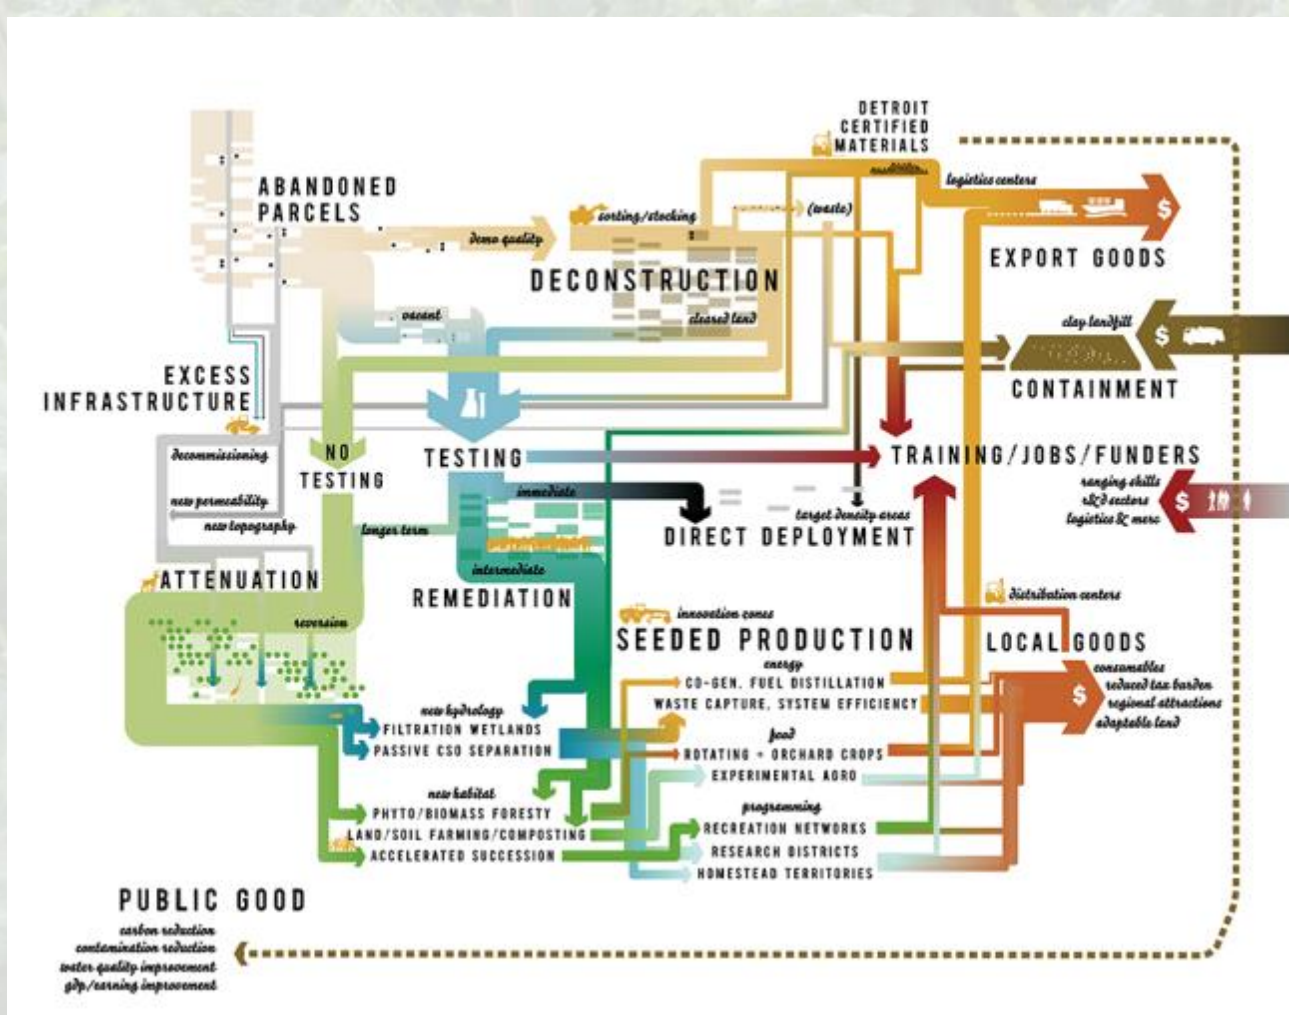 DETROIT
CERTIFIED
MATERIALS
logistics centers
$
EXPORT GOODS
ABANDONED
PARCELS
demo quality
sorting/stocking
(waste)
DECONSTRUCTION
vacant
cleared land
clay landfill
$
CONTAINMENT
EXCESS
INFRASTRUCTURE
decommissioning
new permeability
new topography
NO
TESTING
TESTING
TRAINING/JOBS/FUNDERS
ranging skills
r&d sectors
logistics & merc
$
immediate
longer term
intermediate
target density areas
DIRECT DEPLOYMENT
REMEDIATION
ATTENUATION
reversion
innovation zones
SEEDED PRODUCTION
distribution centers
LOCAL GOODS
consumables
reduced tax burden
regional attractions
adaptable land
$
energy
CO-GEN. FUEL DISTILLATION
WASTE CAPTURE, SYSTEM EFFICIENCY
food
ROTATING + ORCHARD CROPS
EXPERIMENTAL AGRO
programming
RECREATION NETWORKS
RESEARCH DISTRICTS
HOMESTEAD TERRITORIES
new hydrology
FILTRATION WETLANDS
PASSIVE CSO SEPARATION
new habitat
PHYTO/BIOMASS FORESTY
LAND/SOIL FARMING/COMPOSTING
ACCELERATED SUCCESSION
PUBLIC GOOD
carbon reduction
contamination reduction
water quality improvement
gdp/earning improvement